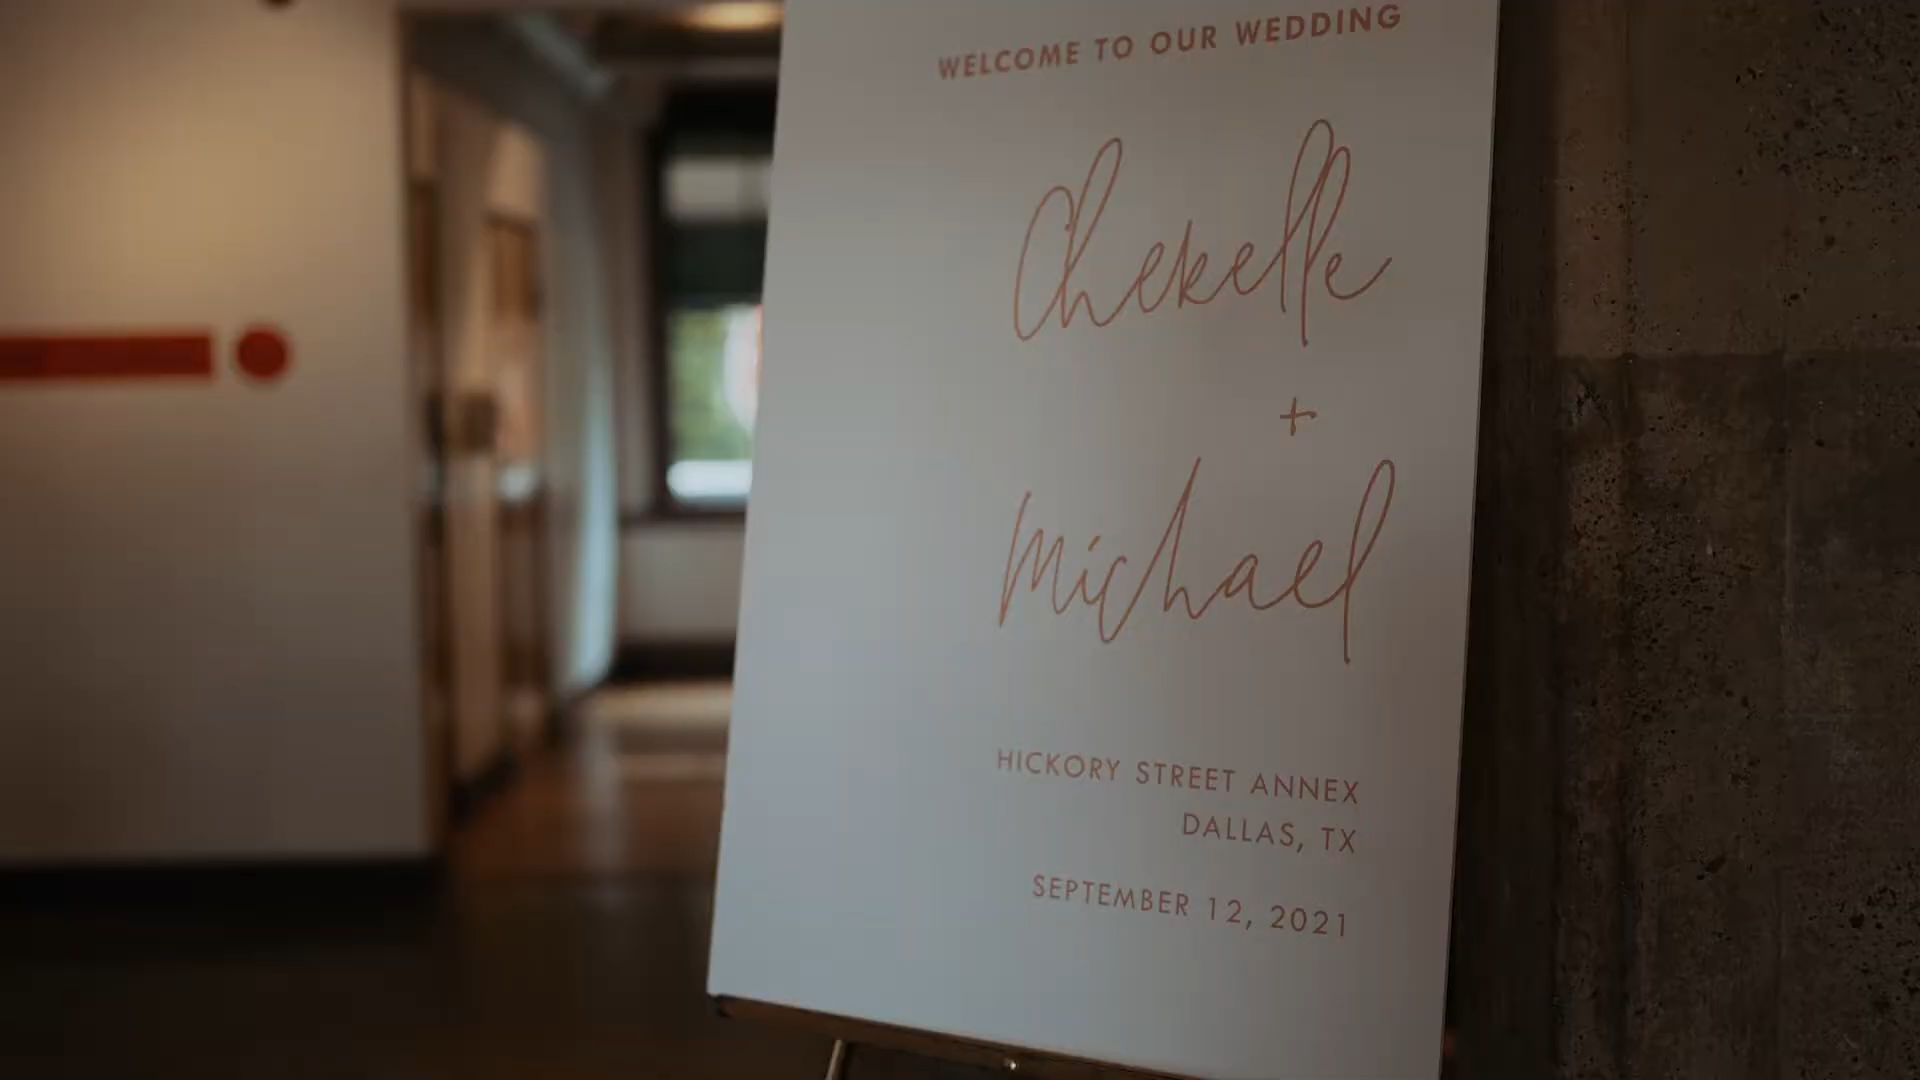 WELCOME TO OUR WEDDING
Chekelle
+
Michael
HICKORY STREET ANNEX
DALLAS, TX
SEPTEMBER 12, 2021